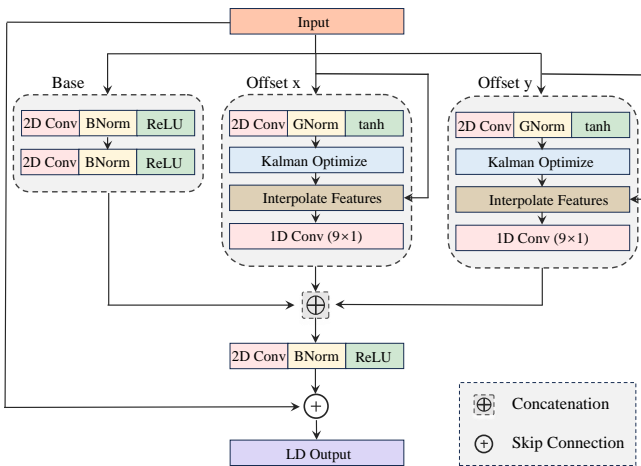 Input
Base
Offset x
Offset y
2D Conv BNorm ReLU
2D Conv BNorm ReLU
2D Conv GNorm tanh
Kalman Optimize
Interpolate Features
1D Conv (9×1)
2D Conv GNorm tanh
Kalman Optimize
Interpolate Features
1D Conv (9×1)
2D Conv BNorm ReLU
LD Output
Concatenation
Skip Connection